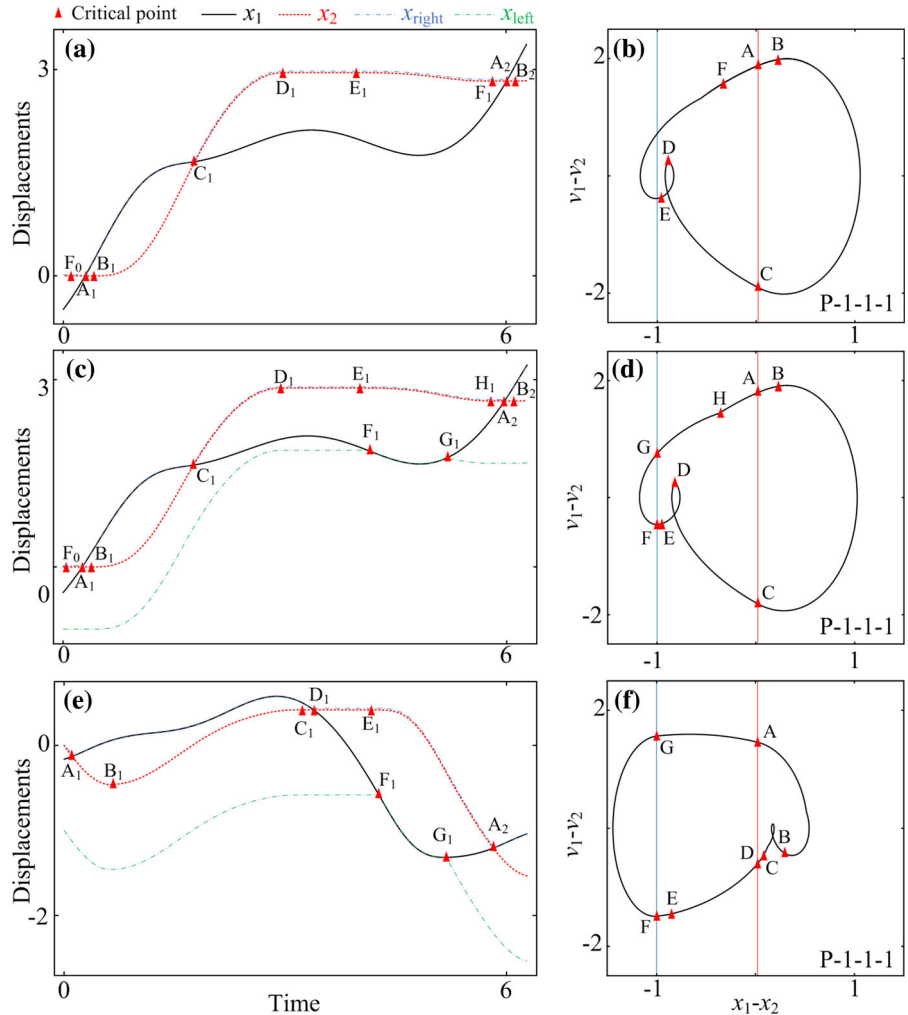 Critical point x₁ x₂ x_right x_left
(a)
Displacements
3
0
0
6
F₀
A₁
B₁
C₁
D₁
E₁
F₁
A₂
B₂
(b)
v₁-v₂
2
-2
-1
1
A
B
F
D
E
C
P-1-1-1
(c)
Displacements
3
0
0
6
F₀
A₁
B₁
C₁
D₁
E₁
F₁
G₁
H₁
A₂
B₂
(d)
v₁-v₂
2
-2
-1
1
A
B
H
G
D
F
E
C
P-1-1-1
(e)
Displacements
0
-2
0
6
Time
A₁
B₁
C₁
D₁
E₁
F₁
G₁
A₂
(f)
v₁-v₂
2
-2
-1
1
x₁-x₂
G
A
B
D
C
E
F
P-1-1-1